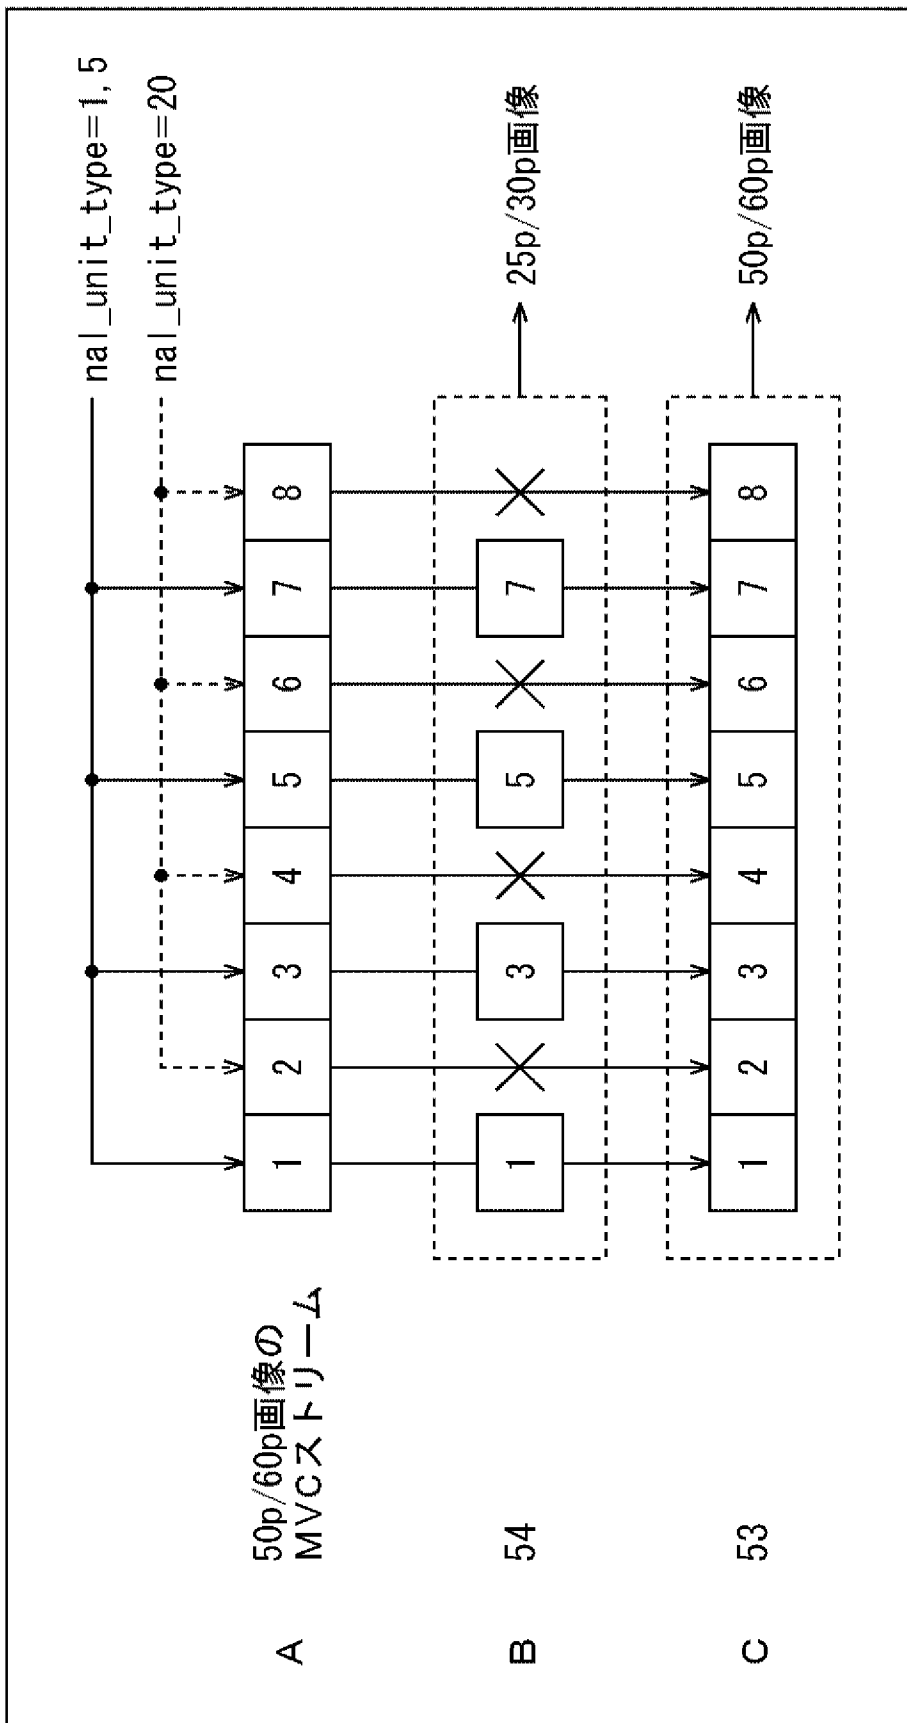 nal_unit_type=1, 5
nal_unit_type=20
A
50p/60p画像の
MVCストリーム
1 2 3 4 5 6 7 8
B
54
1 3 5 7
25p/30p画像
C
53
1 2 3 4 5 6 7 8
50p/60p画像